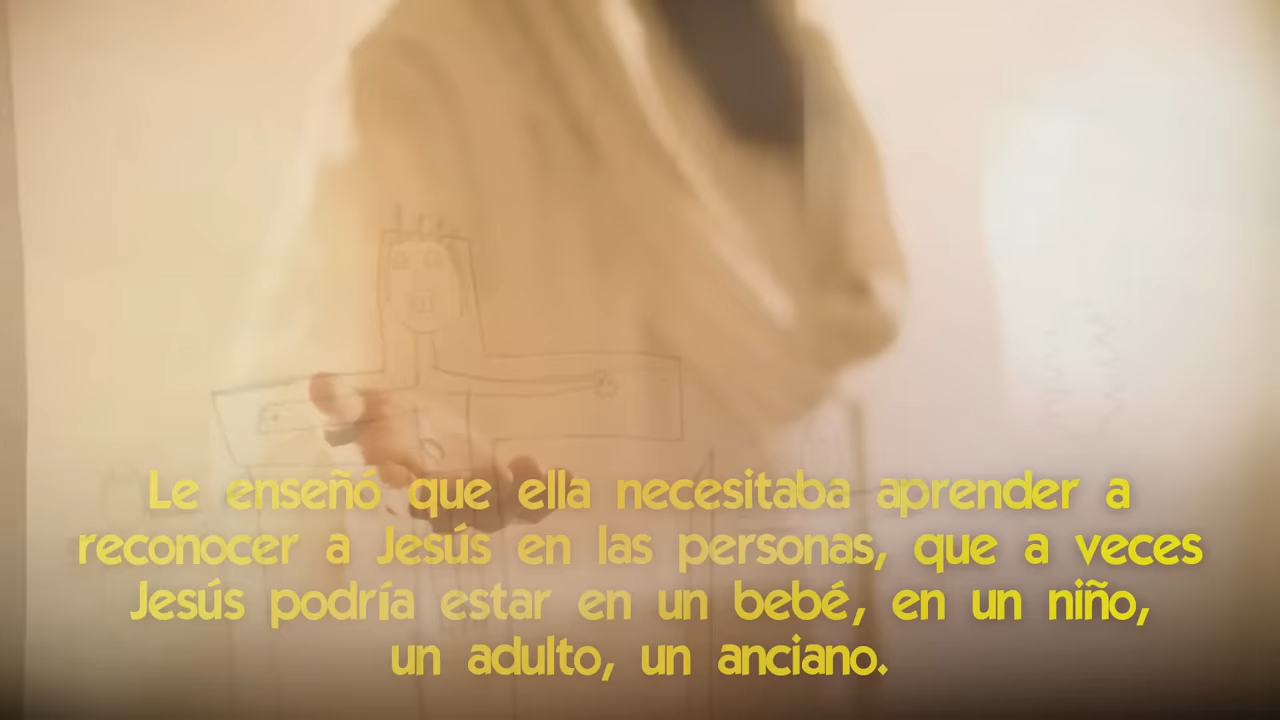 Le enseñó que ella necesitaba aprender a
reconocer a Jesús en las personas, que a veces
Jesús podría estar en un bebé, en un niño,
un adulto, un anciano.